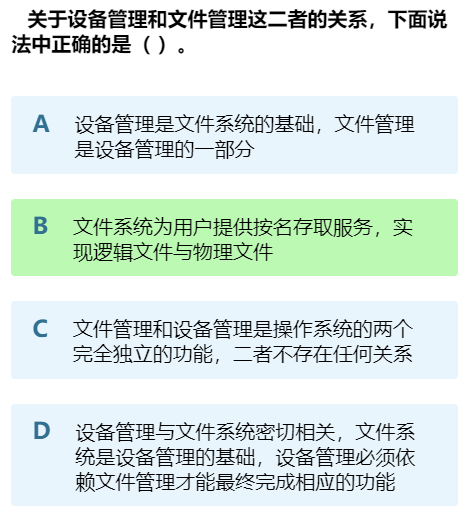 关于设备管理和文件管理这二者的关系，下面说
法中正确的是（ ）。
A 设备管理是文件系统的基础，文件管理
是设备管理的一部分
B 文件系统为用户提供按名存取服务，实
现逻辑文件与物理文件
C 文件管理和设备管理是操作系统的两个
完全独立的功能，二者不存在任何关系
D 设备管理与文件系统密切相关，文件系
统是设备管理的基础，设备管理必须依
赖文件管理才能最终完成相应的功能